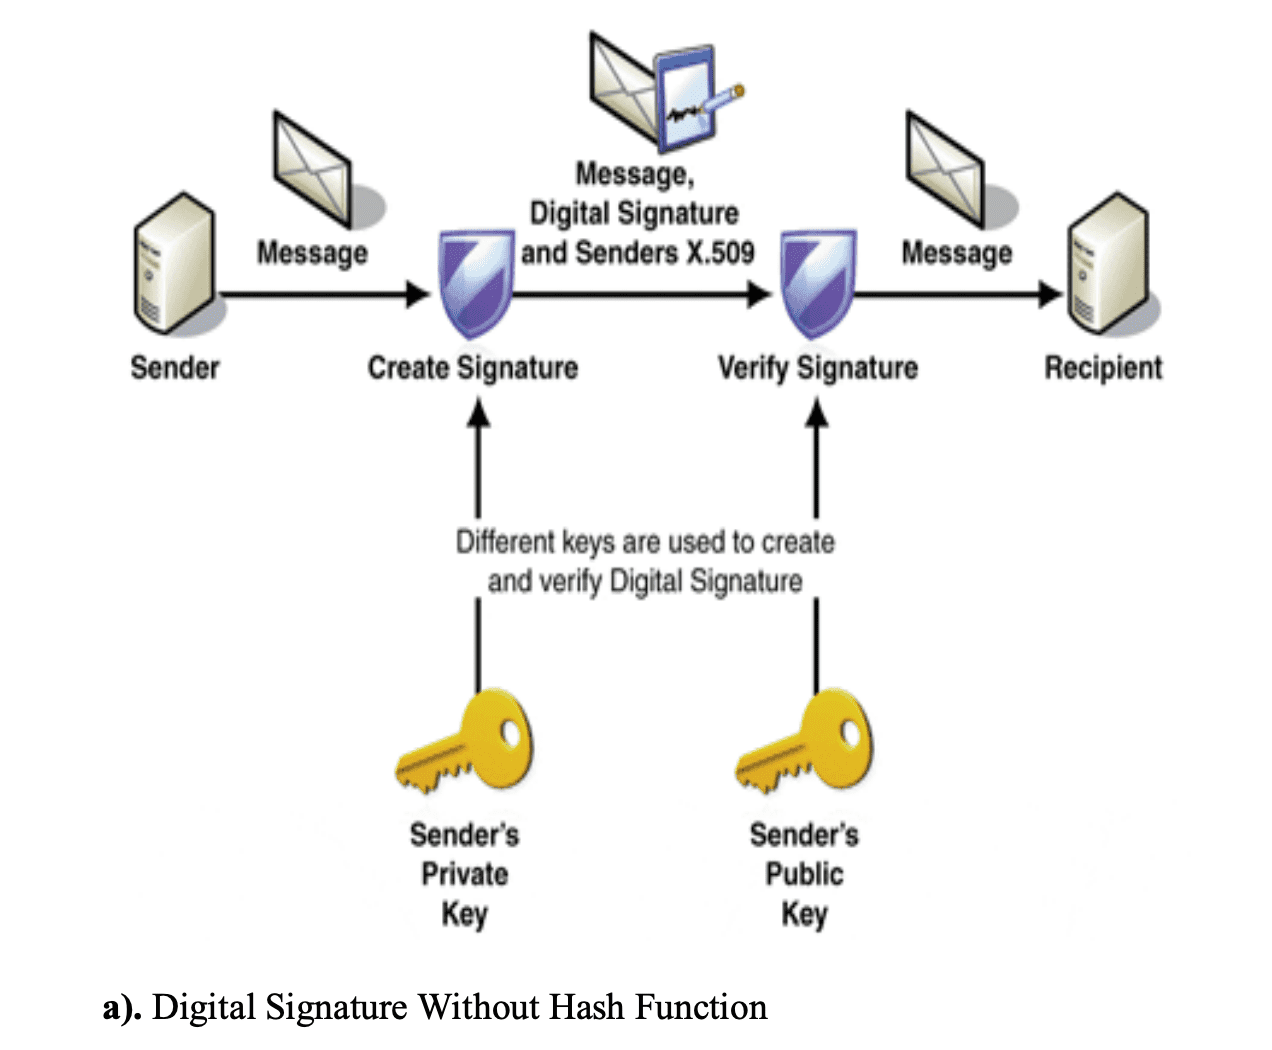 Message,
Digital Signature
and Senders X.509
Message
Message
Sender
Create Signature
Verify Signature
Recipient
Different keys are used to create
and verify Digital Signature
Sender's
Private
Key
Sender's
Public
Key
a). Digital Signature Without Hash Function